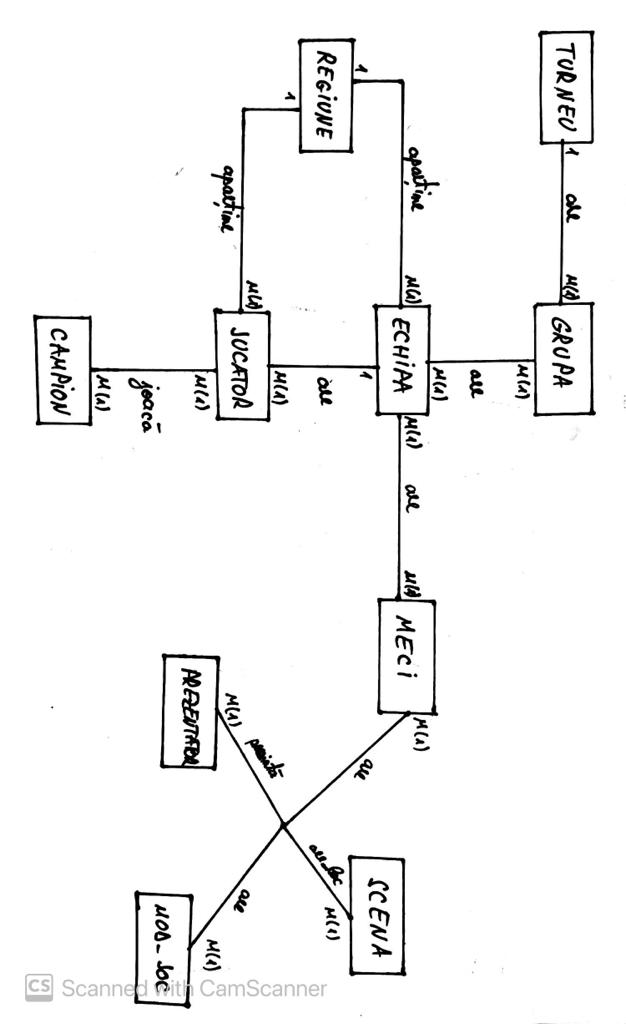 TURNEU 1 are M(1) GRUPA
M(1)
are
M(1)
aparține M(1) ECHIPA M(1) are M(1) MECI M(1)
1
REGIUNE
1
1
are
M(1)
M(1) JUCATOR
aparține
M(1)
joacă
M(1)
CAMPION
are
SCENA
M(1)
are_loc
prezintă
M(1)
PREZENTATOR
are
M(1)
MOD_JOC
CS Scanned with CamScanner